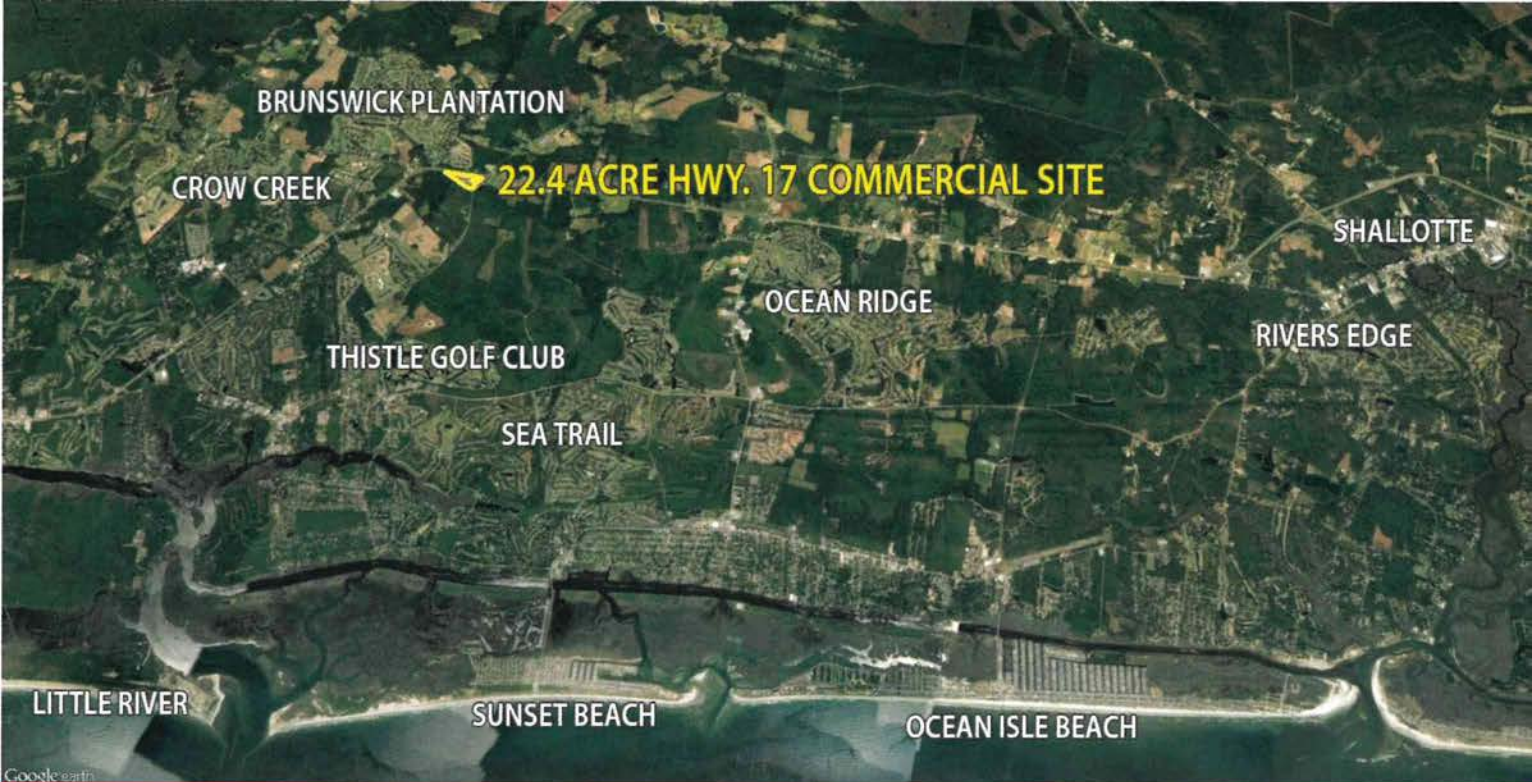 BRUNSWICK PLANTATION
22.4 ACRE HWY. 17 COMMERCIAL SITE
CROW CREEK
SHALLOTTE
OCEAN RIDGE
RIVERS EDGE
THISTLE GOLF CLUB
SEA TRAIL
LITTLE RIVER
SUNSET BEACH
OCEAN ISLE BEACH
Google earth